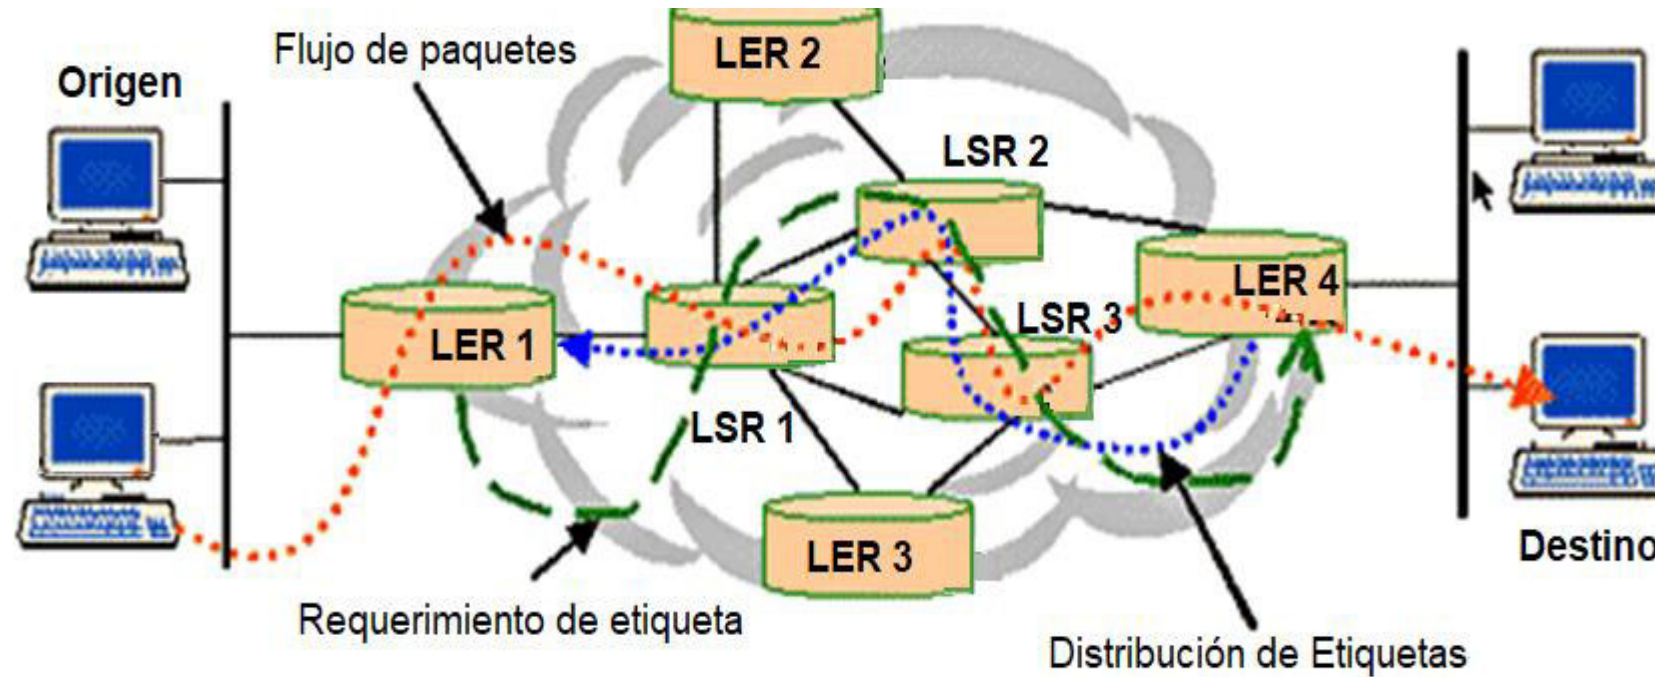 Flujo de paquetes
LER 2
Origen
LSR 2
LER 4
LSR 3
LER 1
LSR 1
LER 3
Destino
Requerimiento de etiqueta
Distribución de Etiquetas